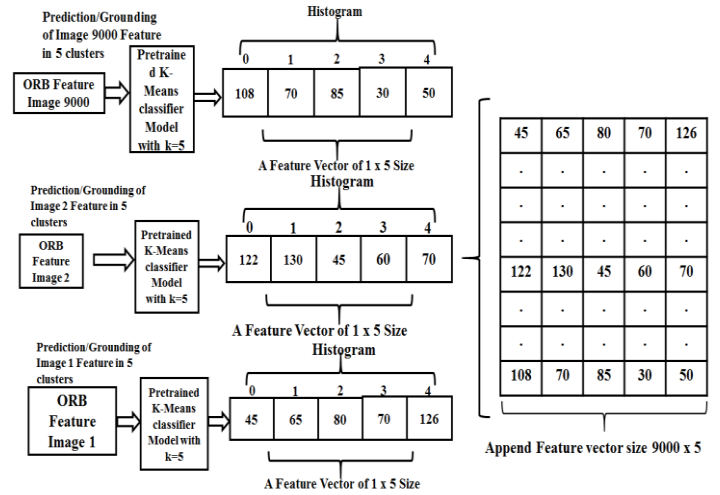 Prediction/Grounding
of Image 9000 Feature
in 5 clusters
ORB Feature
Image 9000
Pretraine
d K-
Means
classifier
Model
with k=5
Histogram
0 1 2 3 4
108 70 85 30 50
A Feature Vector of 1 x 5 Size
Prediction/Grounding of
Image 2 Feature in 5
clusters
ORB
Feature
Image 2
Pretrained
K-Means
classifier
Model
with k=5
Histogram
0 1 2 3 4
122 130 45 60 70
A Feature Vector of 1 x 5 Size
Prediction/Grounding of
Image 1 Feature in 5
clusters
ORB
Feature
Image 1
Pretrained
K-Means
classifier
Model with
k=5
Histogram
0 1 2 3 4
45 65 80 70 126
A Feature Vector of 1 x 5 Size
45 65 80 70 126
. . . . .
. . . . .
. . . . .
122 130 45 60 70
. . . . .
. . . . .
108 70 85 30 50
Append Feature vector size 9000 x 5